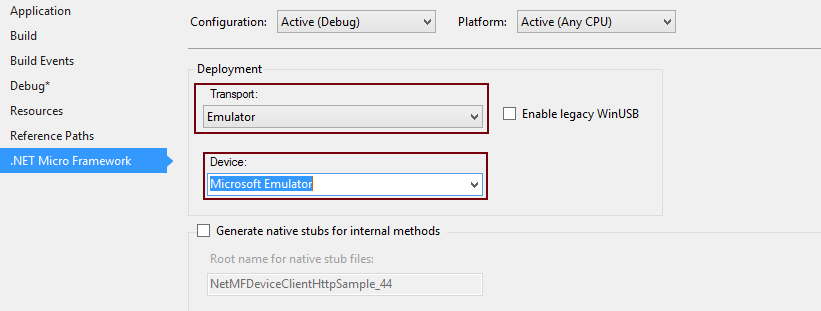 Application
Build
Build Events
Debug*
Resources
Reference Paths
.NET Micro Framework
Configuration: Active (Debug) Platform: Active (Any CPU)
Deployment
Transport:
Emulator
Enable legacy WinUSB
Device:
Microsoft Emulator
Generate native stubs for internal methods
Root name for native stub files:
NetMFDeviceClientHttpSample_44